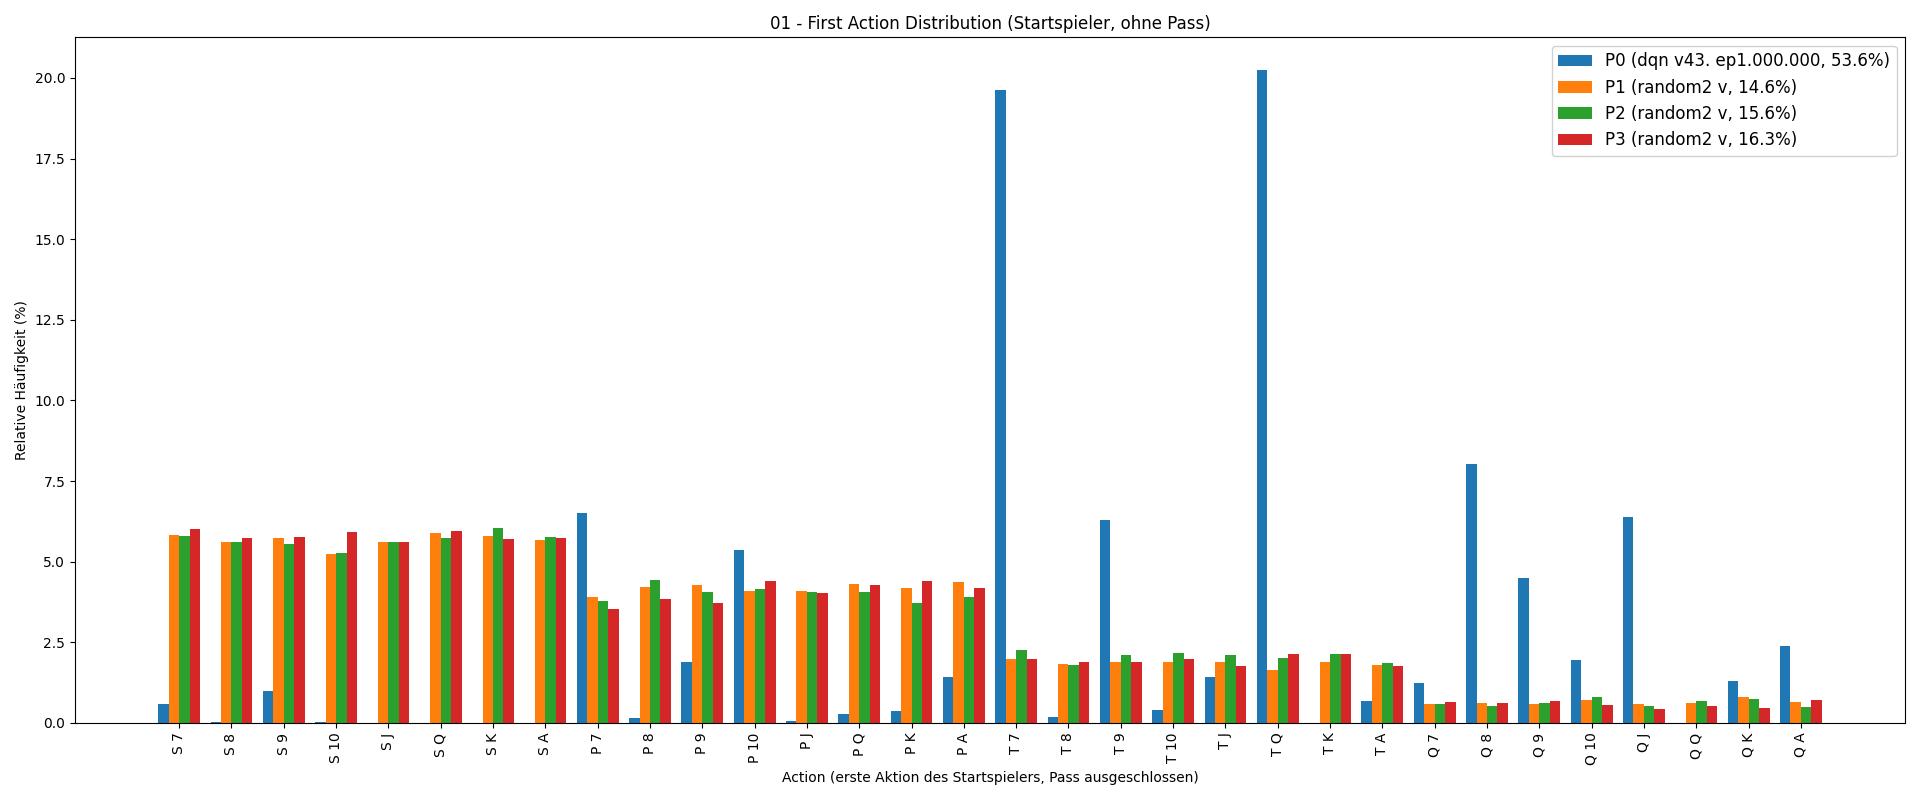 01 - First Action Distribution (Startspieler, ohne Pass)
P0 (dqn v43. ep1.000.000, 53.6%)
P1 (random2 v, 14.6%)
P2 (random2 v, 15.6%)
P3 (random2 v, 16.3%)
Relative Häufigkeit (%)
20.0
17.5
15.0
12.5
10.0
7.5
5.0
2.5
0.0
S 7
S 8
S 9
S 10
S J
S Q
S K
S A
P 7
P 8
P 9
P 10
P J
P Q
P K
P A
T 7
T 8
T 9
T 10
T J
T Q
T K
T A
Q 7
Q 8
Q 9
Q 10
Q J
Q Q
Q K
Q A
Action (erste Aktion des Startspielers, Pass ausgeschlossen)